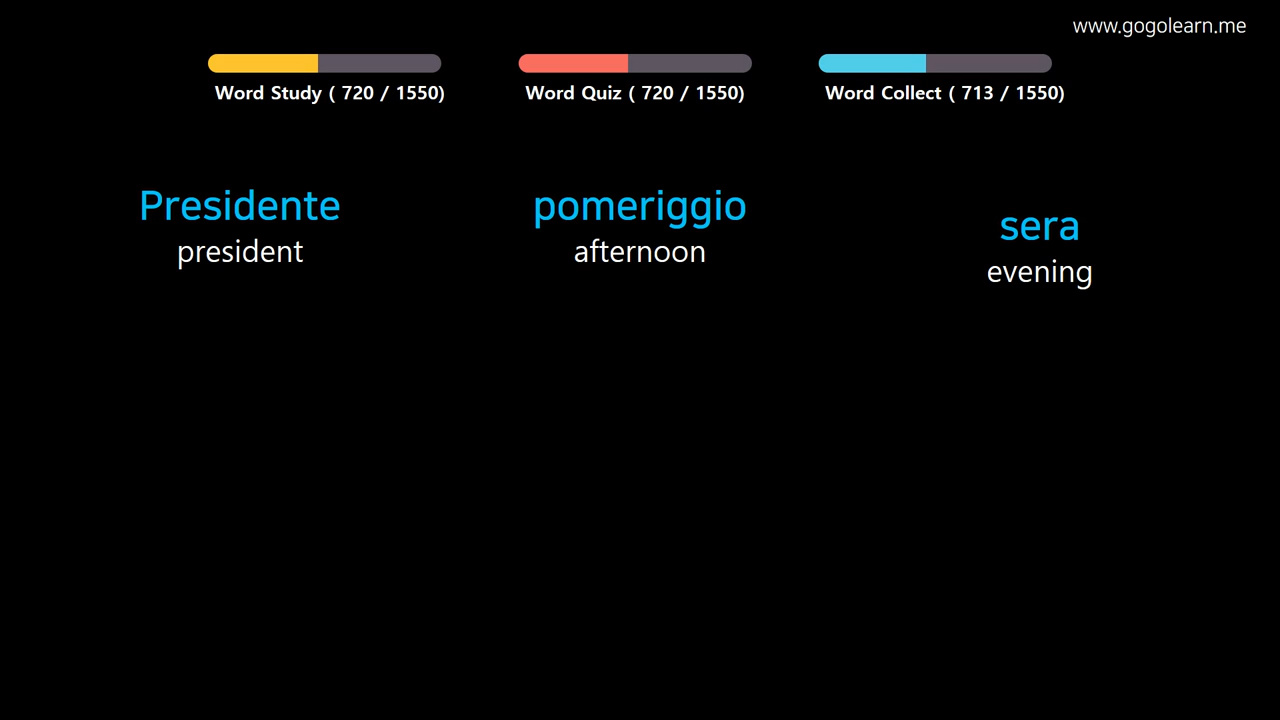 www.gogolearn.me
Word Study ( 720 / 1550)
Word Quiz ( 720 / 1550)
Word Collect ( 713 / 1550)
Presidente
president
pomeriggio
afternoon
sera
evening